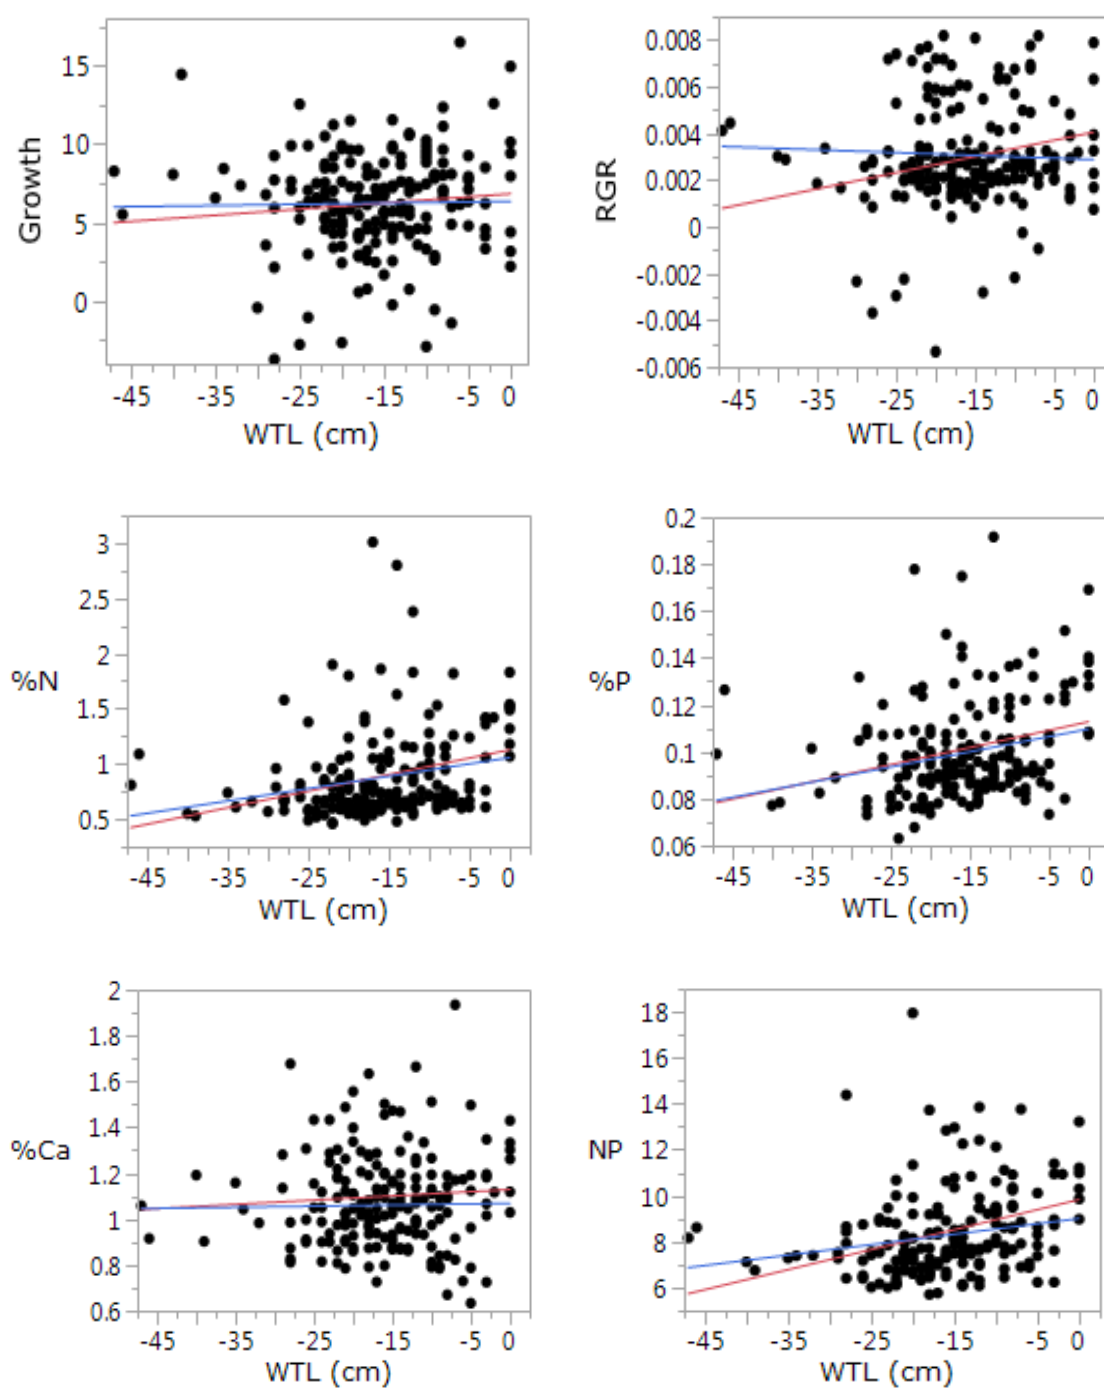 Growth
15
10
5
0
-45 -35 -25 -15 -5 0
WTL (cm)
RGR
0.008
0.006
0.004
0.002
0
-0.002
-0.004
-0.006
-45 -35 -25 -15 -5 0
WTL (cm)
%N
3
2.5
2
1.5
1
0.5
-45 -35 -25 -15 -5 0
WTL (cm)
%P
0.2
0.18
0.16
0.14
0.12
0.1
0.08
0.06
-45 -35 -25 -15 -5 0
WTL (cm)
%Ca
2
1.8
1.6
1.4
1.2
1
0.8
0.6
-45 -35 -25 -15 -5 0
WTL (cm)
NP
18
16
14
12
10
8
6
-45 -35 -25 -15 -5 0
WTL (cm)